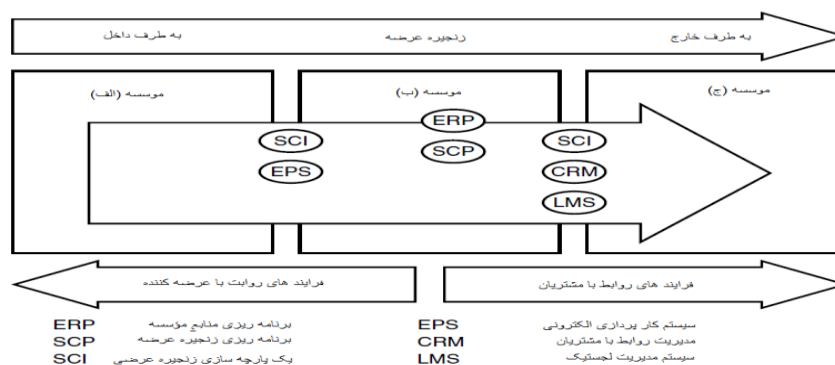 به طرف داخل
زنجیره عرضه
به طرف خارج
موسسه (الف)
موسسه (ب)
موسسه (ج)
ERP
SCI
SCP
SCI
EPS
CRM
LMS
فرایند های روابت با عرضه کننده
فرایند های روابط با مشتریان
ERP برنامه ریزی منابع مؤسسه
SCP برنامه ریزی زنجیره عرضه
SCI یک پارچه سازی زنجیره عرضی
EPS سیستم کار پردازی الکترونی
CRM مدیریت روابط با مشتریان
LMS سیستم مدیریت لجستیک